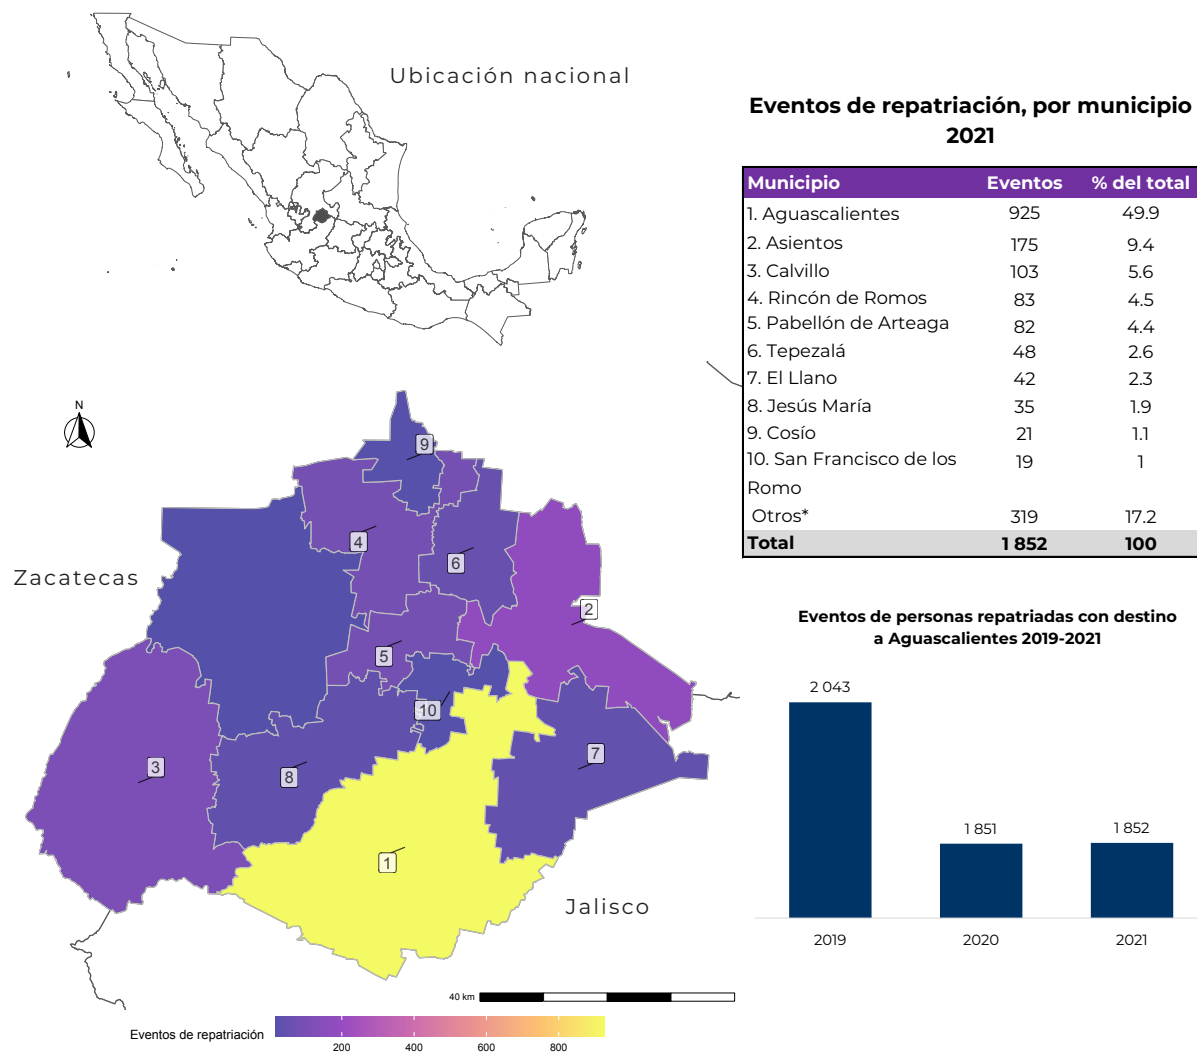 Ubicación nacional
Eventos de repatriación, por municipio
2021
Municipio Eventos % del total
1. Aguascalientes 925 49.9
2. Asientos 175 9.4
3. Calvillo 103 5.6
4. Rincón de Romos 83 4.5
5. Pabellón de Arteaga 82 4.4
6. Tepezalá 48 2.6
7. El Llano 42 2.3
8. Jesús María 35 1.9
9. Cosío 21 1.1
10. San Francisco de los 19 1
Romo
Otros* 319 17.2
Total 1 852 100
N
9
4
6
Zacatecas
2
5
10
7
3
8
1
Jalisco
40 km
Eventos de repatriación
200 400 600 800
Eventos de personas repatriadas con destino
a Aguascalientes 2019-2021
2 043
1 851 1 852
2019 2020 2021